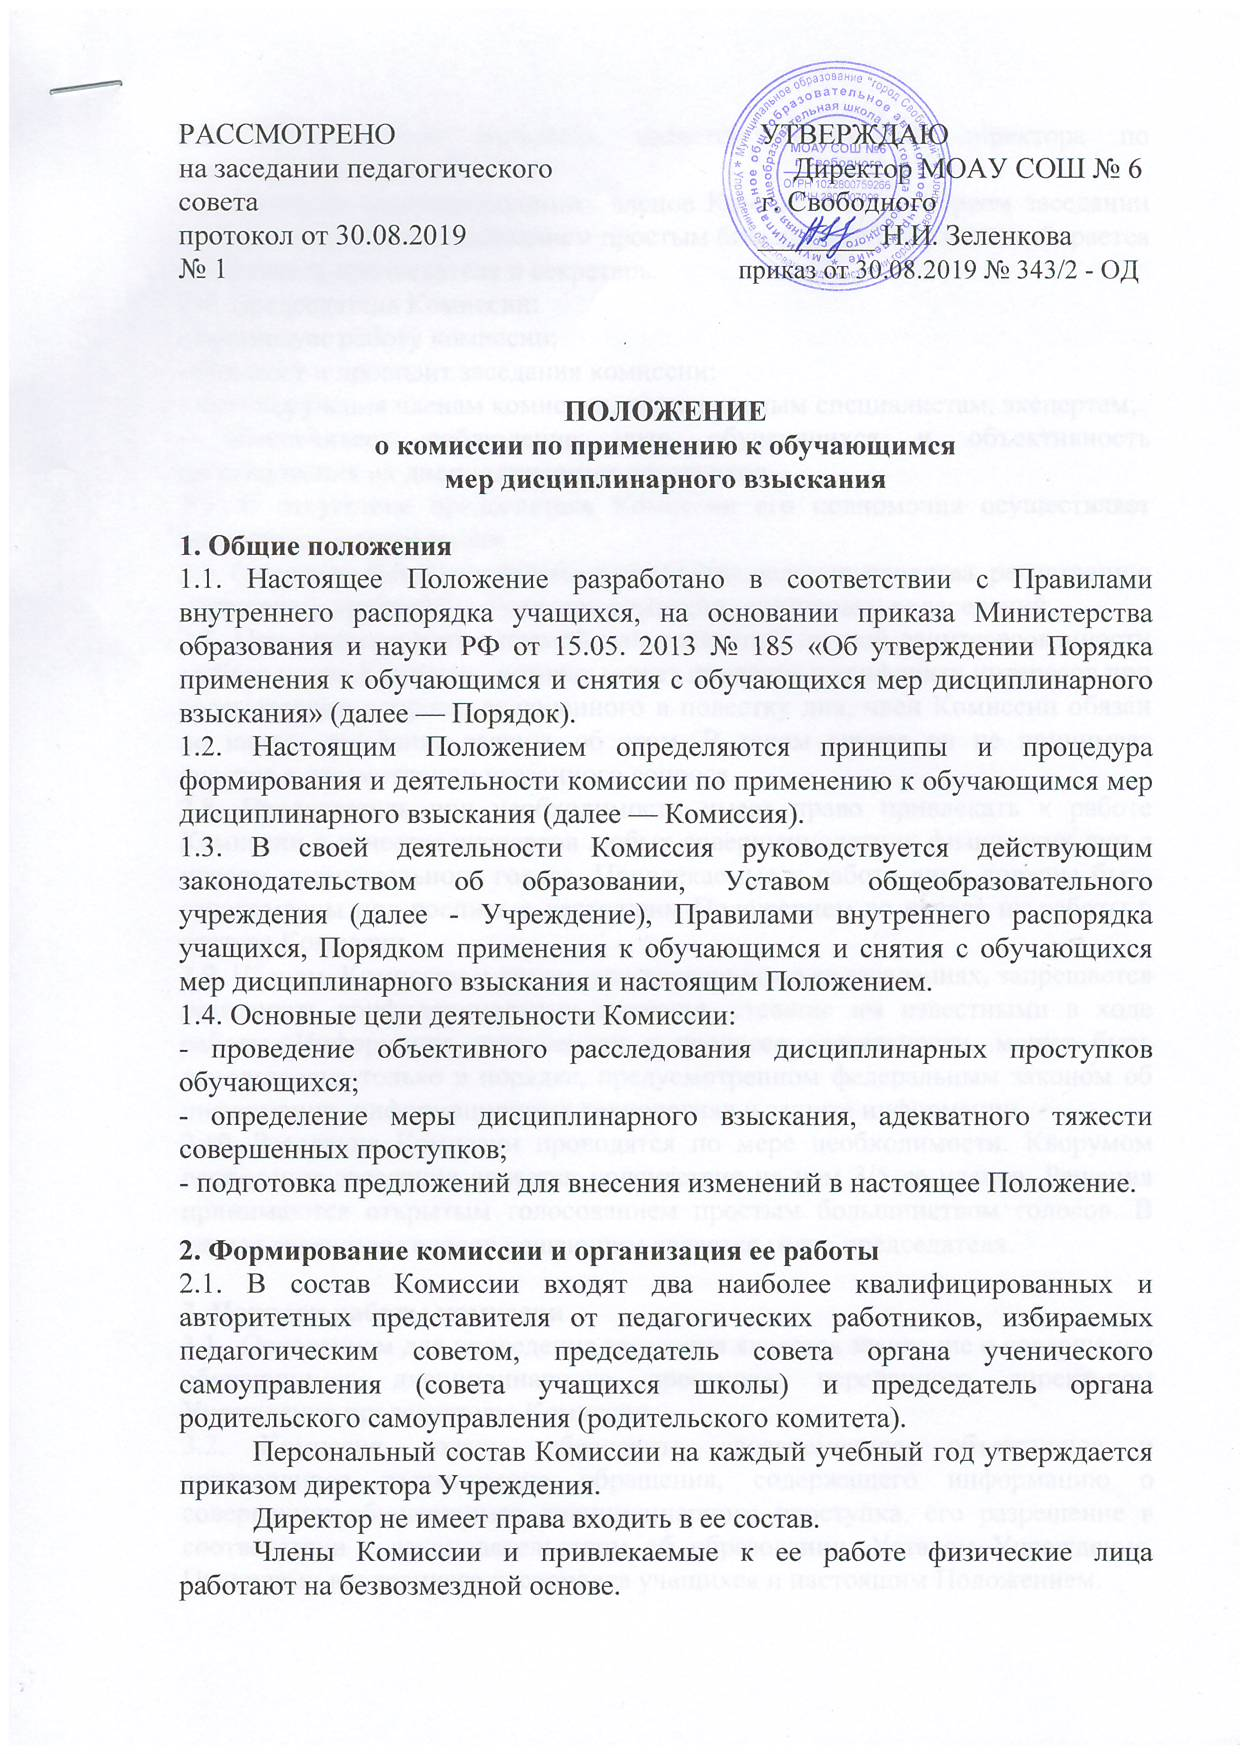 РАССМОТРЕНО
на заседании педагогического
совета
протокол от 30.08.2019
№ 1
УТВЕРЖДАЮ
Директор МОАУ СОШ № 6
г. Свободного
Н.И. Зеленкова
приказ от 30.08.2019 № 343/2 - ОД
МОАУ СОШ №6
г. Свободного
ОГРН 1022800759266
ПОЛОЖЕНИЕ
о комиссии по применению к обучающимся
мер дисциплинарного взыскания
1. Общие положения
1.1. Настоящее Положение разработано в соответствии с Правилами
внутреннего распорядка учащихся, на основании приказа Министерства
образования и науки РФ от 15.05. 2013 № 185 «Об утверждении Порядка
применения к обучающимся и снятия с обучающихся мер дисциплинарного
взыскания» (далее — Порядок).
1.2. Настоящим Положением определяются принципы и процедура
формирования и деятельности комиссии по применению к обучающимся мер
дисциплинарного взыскания (далее — Комиссия).
1.3. В своей деятельности Комиссия руководствуется действующим
законодательством об образовании, Уставом общеобразовательного
учреждения (далее - Учреждение), Правилами внутреннего распорядка
учащихся, Порядком применения к обучающимся и снятия с обучающихся
мер дисциплинарного взыскания и настоящим Положением.
1.4. Основные цели деятельности Комиссии:
- проведение объективного расследования дисциплинарных проступков
обучающихся;
- определение меры дисциплинарного взыскания, адекватного тяжести
совершенных проступков;
- подготовка предложений для внесения изменений в настоящее Положение.
2. Формирование комиссии и организация ее работы
2.1. В состав Комиссии входят два наиболее квалифицированных и
авторитетных представителя от педагогических работников, избираемых
педагогическим советом, председатель совета органа ученического
самоуправления (совета учащихся школы) и председатель органа
родительского самоуправления (родительского комитета).
Персональный состав Комиссии на каждый учебный год утверждается
приказом директора Учреждения.
Директор не имеет права входить в ее состав.
Члены Комиссии и привлекаемые к ее работе физические лица
работают на безвозмездной основе.